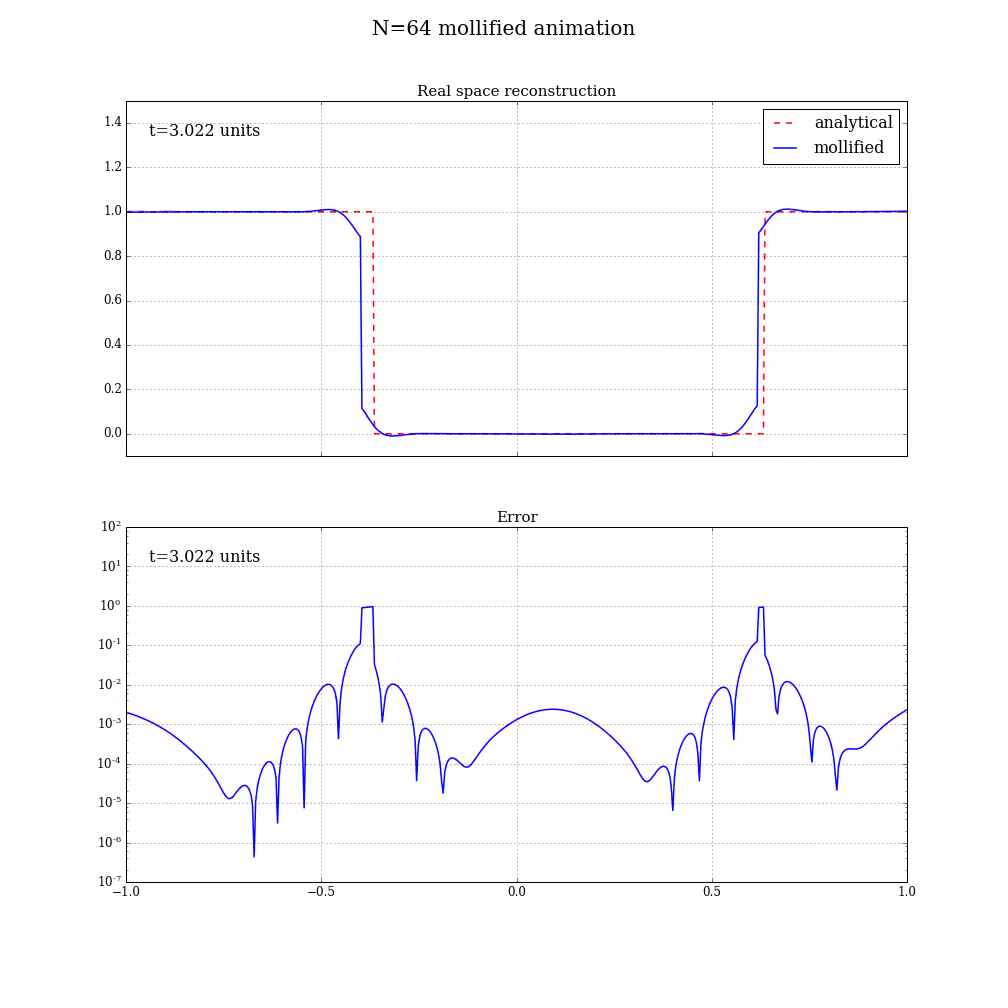 N=64 mollified animation
Real space reconstruction
t=3.022 units
analytical
mollified
1.4
1.2
1.0
0.8
0.6
0.4
0.2
0.0
Error
t=3.022 units
10²
10¹
10⁰
10⁻¹
10⁻²
10⁻³
10⁻⁴
10⁻⁵
10⁻⁶
10⁻⁷
−1.0 −0.5 0.0 0.5 1.0